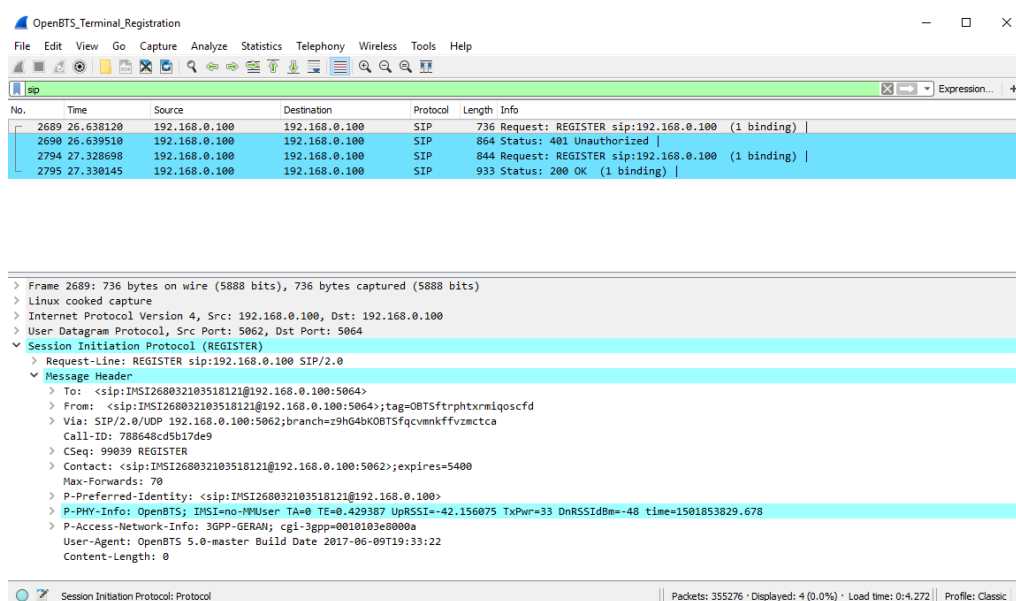 OpenBTS_Terminal_Registration
File Edit View Go Capture Analyze Statistics Telephony Wireless Tools Help
sip Expression... +
No. Time Source Destination Protocol Length Info
2689 26.638120 192.168.0.100 192.168.0.100 SIP 736 Request: REGISTER sip:192.168.0.100 (1 binding) |
2690 26.639510 192.168.0.100 192.168.0.100 SIP 864 Status: 401 Unauthorized |
2794 27.328698 192.168.0.100 192.168.0.100 SIP 844 Request: REGISTER sip:192.168.0.100 (1 binding) |
2795 27.330145 192.168.0.100 192.168.0.100 SIP 933 Status: 200 OK (1 binding) |
> Frame 2689: 736 bytes on wire (5888 bits), 736 bytes captured (5888 bits)
> Linux cooked capture
> Internet Protocol Version 4, Src: 192.168.0.100, Dst: 192.168.0.100
> User Datagram Protocol, Src Port: 5062, Dst Port: 5064
Session Initiation Protocol (REGISTER)
> Request-Line: REGISTER sip:192.168.0.100 SIP/2.0
Message Header
> To: <sip:IMSI268032103518121@192.168.0.100:5064>
> From: <sip:IMSI268032103518121@192.168.0.100:5064>;tag=OBTSftrphtxrmiqoscfd
> Via: SIP/2.0/UDP 192.168.0.100:5062;branch=z9hG4bKOBTSfqcvmnkffvzmctca
Call-ID: 788648cd5b17de9
> CSeq: 99039 REGISTER
> Contact: <sip:IMSI268032103518121@192.168.0.100:5062>;expires=5400
Max-Forwards: 70
> P-Preferred-Identity: <sip:IMSI268032103518121@192.168.0.100>
> P-PHY-Info: OpenBTS; IMSI=no-MMUser TA=0 TE=0.429387 UpRSSI=-42.156075 TxPwr=33 DnRSSIdBm=-48 time=1501853829.678
> P-Access-Network-Info: 3GPP-GERAN; cgi-3gpp=0010103e8000a
User-Agent: OpenBTS 5.0-master Build Date 2017-06-09T19:33:22
Content-Length: 0
Session Initiation Protocol: Protocol Packets: 355276 · Displayed: 4 (0.0%) · Load time: 0:4.272 Profile: Classic